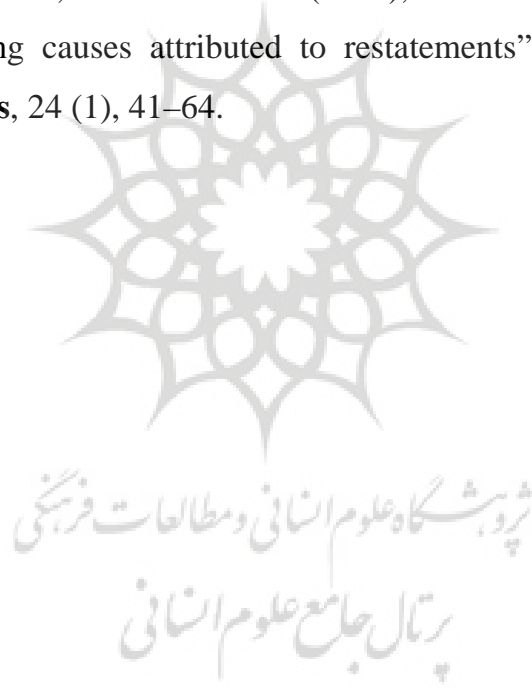 ng causes attributed to restatements”
s, 24 (1), 41–64.
پژوهشگاه علوم انسانی و مطالعات فرهنگی
پرتال جامع علوم انسانی